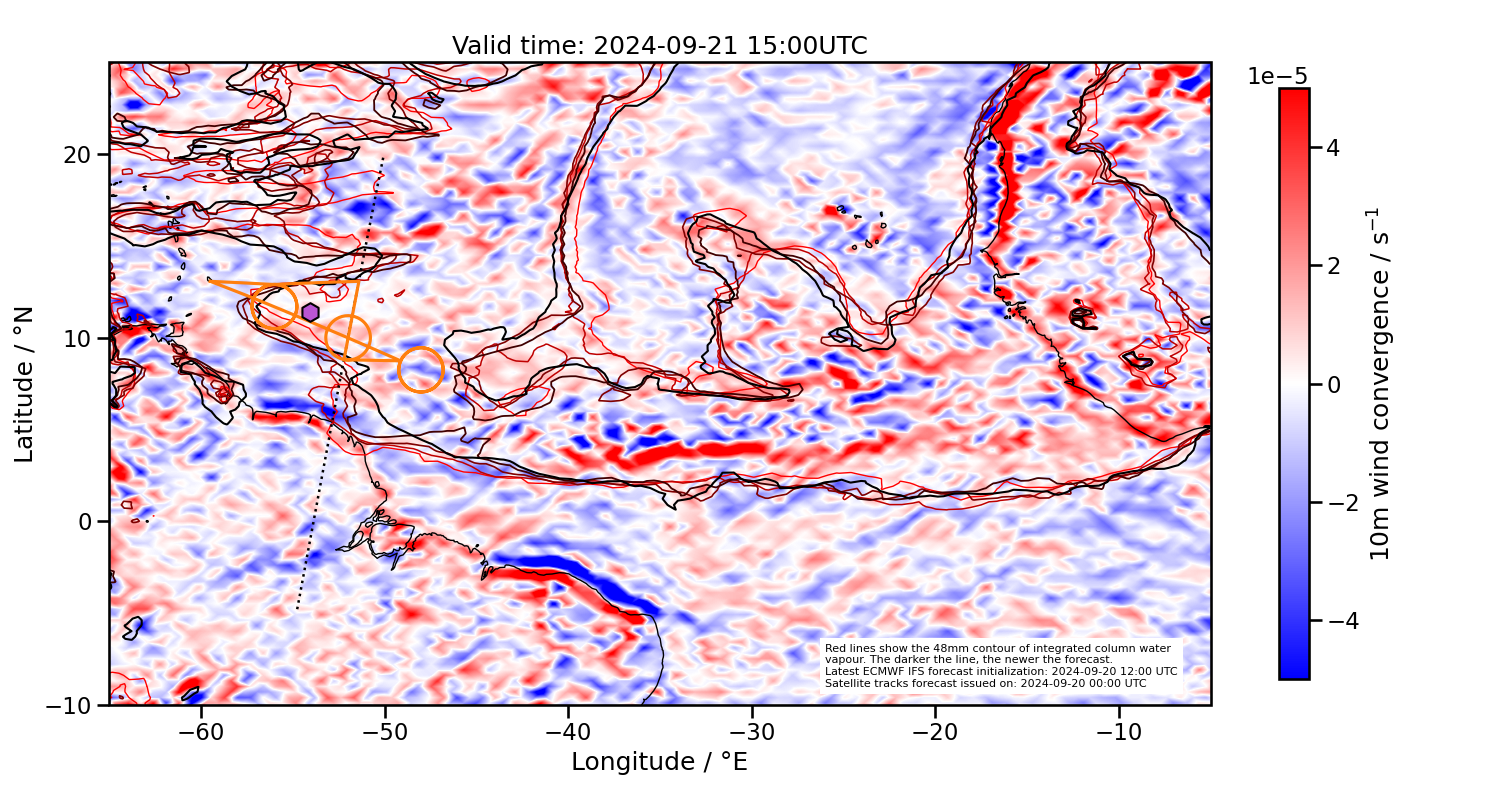 Valid time: 2024-09-21 15:00UTC
1e−5
20
10
0
−10
−60
−50
−40
−30
−20
−10
Latitude / °N
Longitude / °E
4
2
0
−2
−4
10m wind convergence / s⁻¹
Red lines show the 48mm contour of integrated column water
vapour. The darker the line, the newer the forecast.
Latest ECMWF IFS forecast initialization: 2024-09-20 12:00 UTC
Satellite tracks forecast issued on: 2024-09-20 00:00 UTC